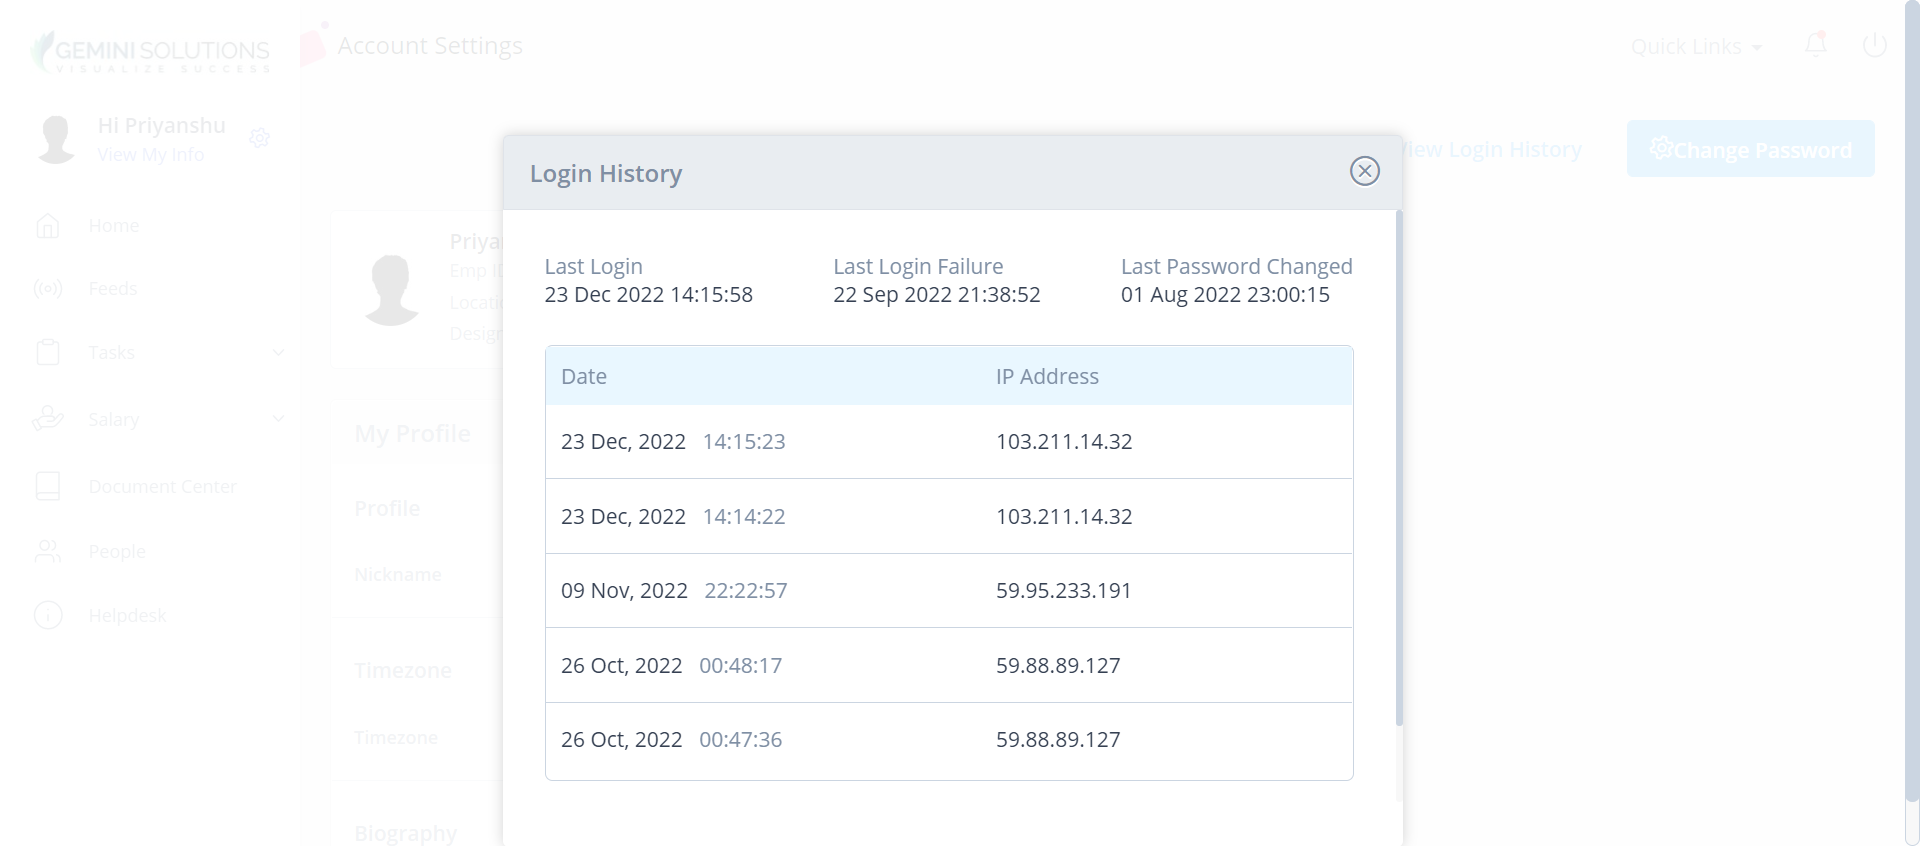 GEMINI SOLUTIONS
VISUALIZE SUCCESS
Account Settings
Quick Links
Hi Priyanshu
View My Info
View Login History
Change Password
Home
Feeds
Tasks
Salary
Document Center
People
Helpdesk
Emp ID
My Profile
Profile
Nickname
Timezone
Timezone
Biography
Login History
Last Login
23 Dec 2022 14:15:58
Last Login Failure
22 Sep 2022 21:38:52
Last Password Changed
01 Aug 2022 23:00:15
Date IP Address
23 Dec, 2022 14:15:23 103.211.14.32
23 Dec, 2022 14:14:22 103.211.14.32
09 Nov, 2022 22:22:57 59.95.233.191
26 Oct, 2022 00:48:17 59.88.89.127
26 Oct, 2022 00:47:36 59.88.89.127